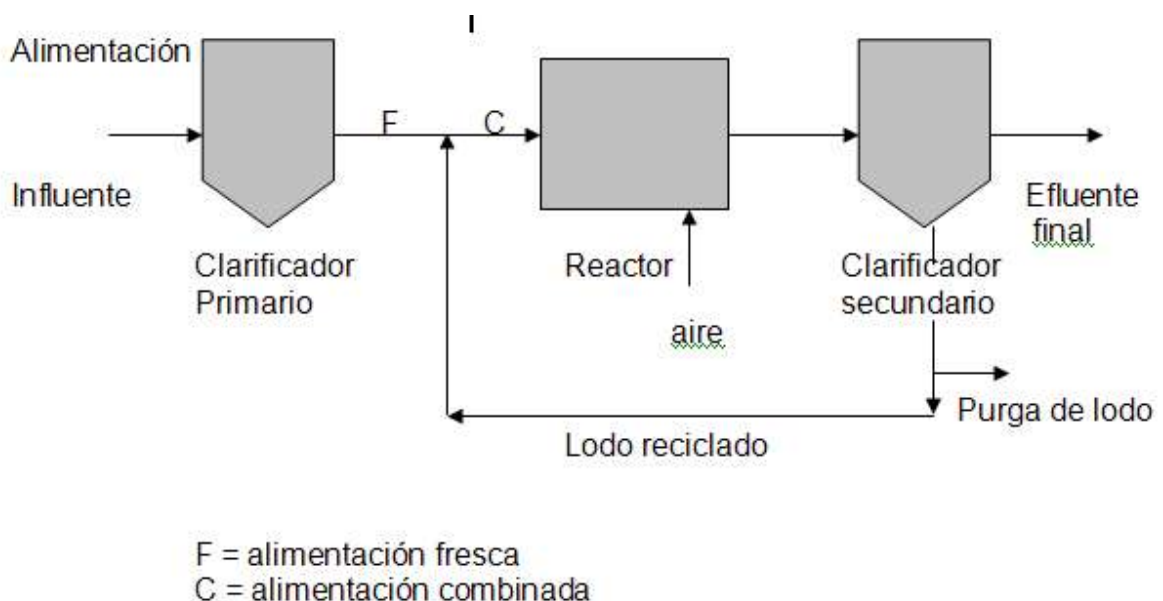 Alimentación
F
C
Influente
Efluente
final
Clarificador
Primario
Reactor
Clarificador
secundario
aire
Purga de lodo
Lodo reciclado
F = alimentación fresca
C = alimentación combinada